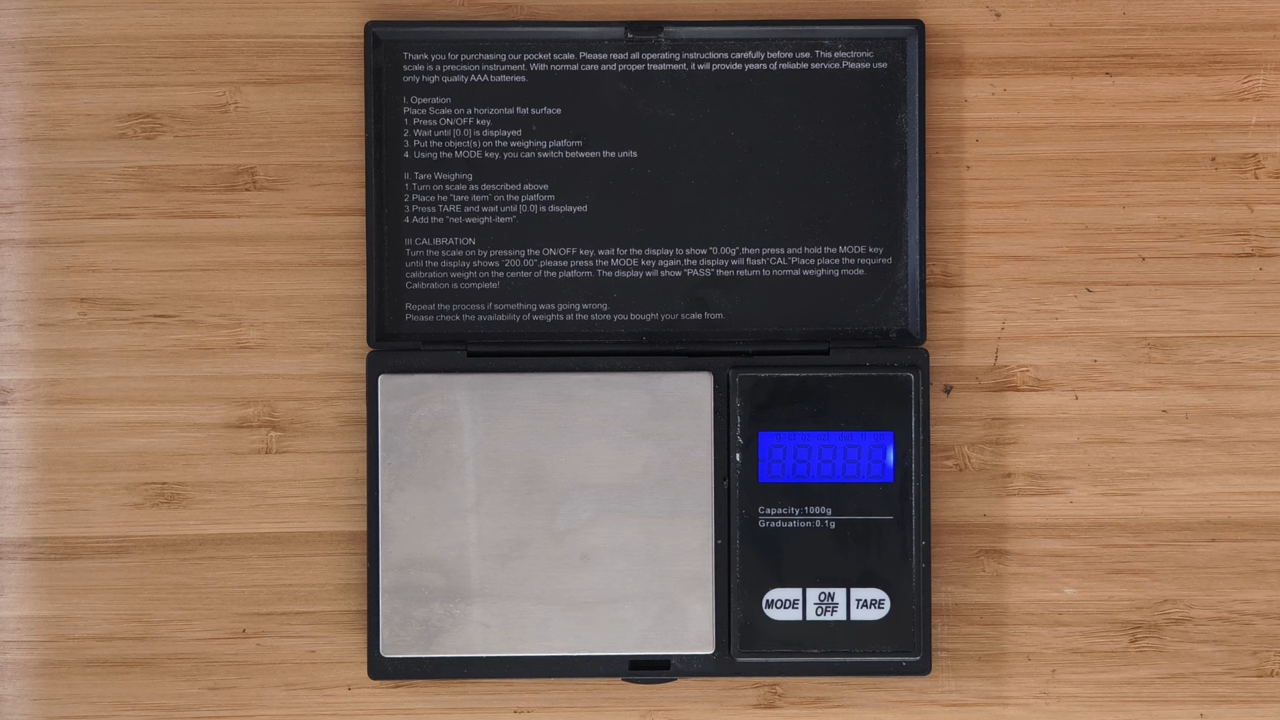 Thank you for purchasing our pocket scale. Please read all operating instructions carefully before use. This electronic
scale is a precision instrument. With normal care and proper treatment, it will provide years of reliable service.Please use
only high quality AAA batteries.
I. Operation
Place Scale on a horizontal flat surface
1. Press ON/OFF key.
2. Wait until [0.0] is displayed
3. Put the object(s) on the weighing platform
4. Using the MODE key, you can switch between the units
II. Tare Weighing
1.Turn on scale as described above
2.Place he "tare item" on the platform
3.Press TARE and wait until [0.0] is displayed
4.Add the "net-weight-item".
III CALIBRATION
Turn the scale on by pressing the ON/OFF key, wait for the display to show "0.00g",then press and hold the MODE key
until the display shows "200.00",please press the MODE key again,the display will flash"CAL"Place place the required
calibration weight on the center of the platform. The display will show "PASS" then return to normal weighing mode.
Calibration is complete!
Repeat the process if something was going wrong.
Please check the availability of weights at the store you bought your scale from.
g ct oz ozt dwt tl gn
88888
Capacity:1000g
Graduation:0.1g
MODE ON/OFF TARE